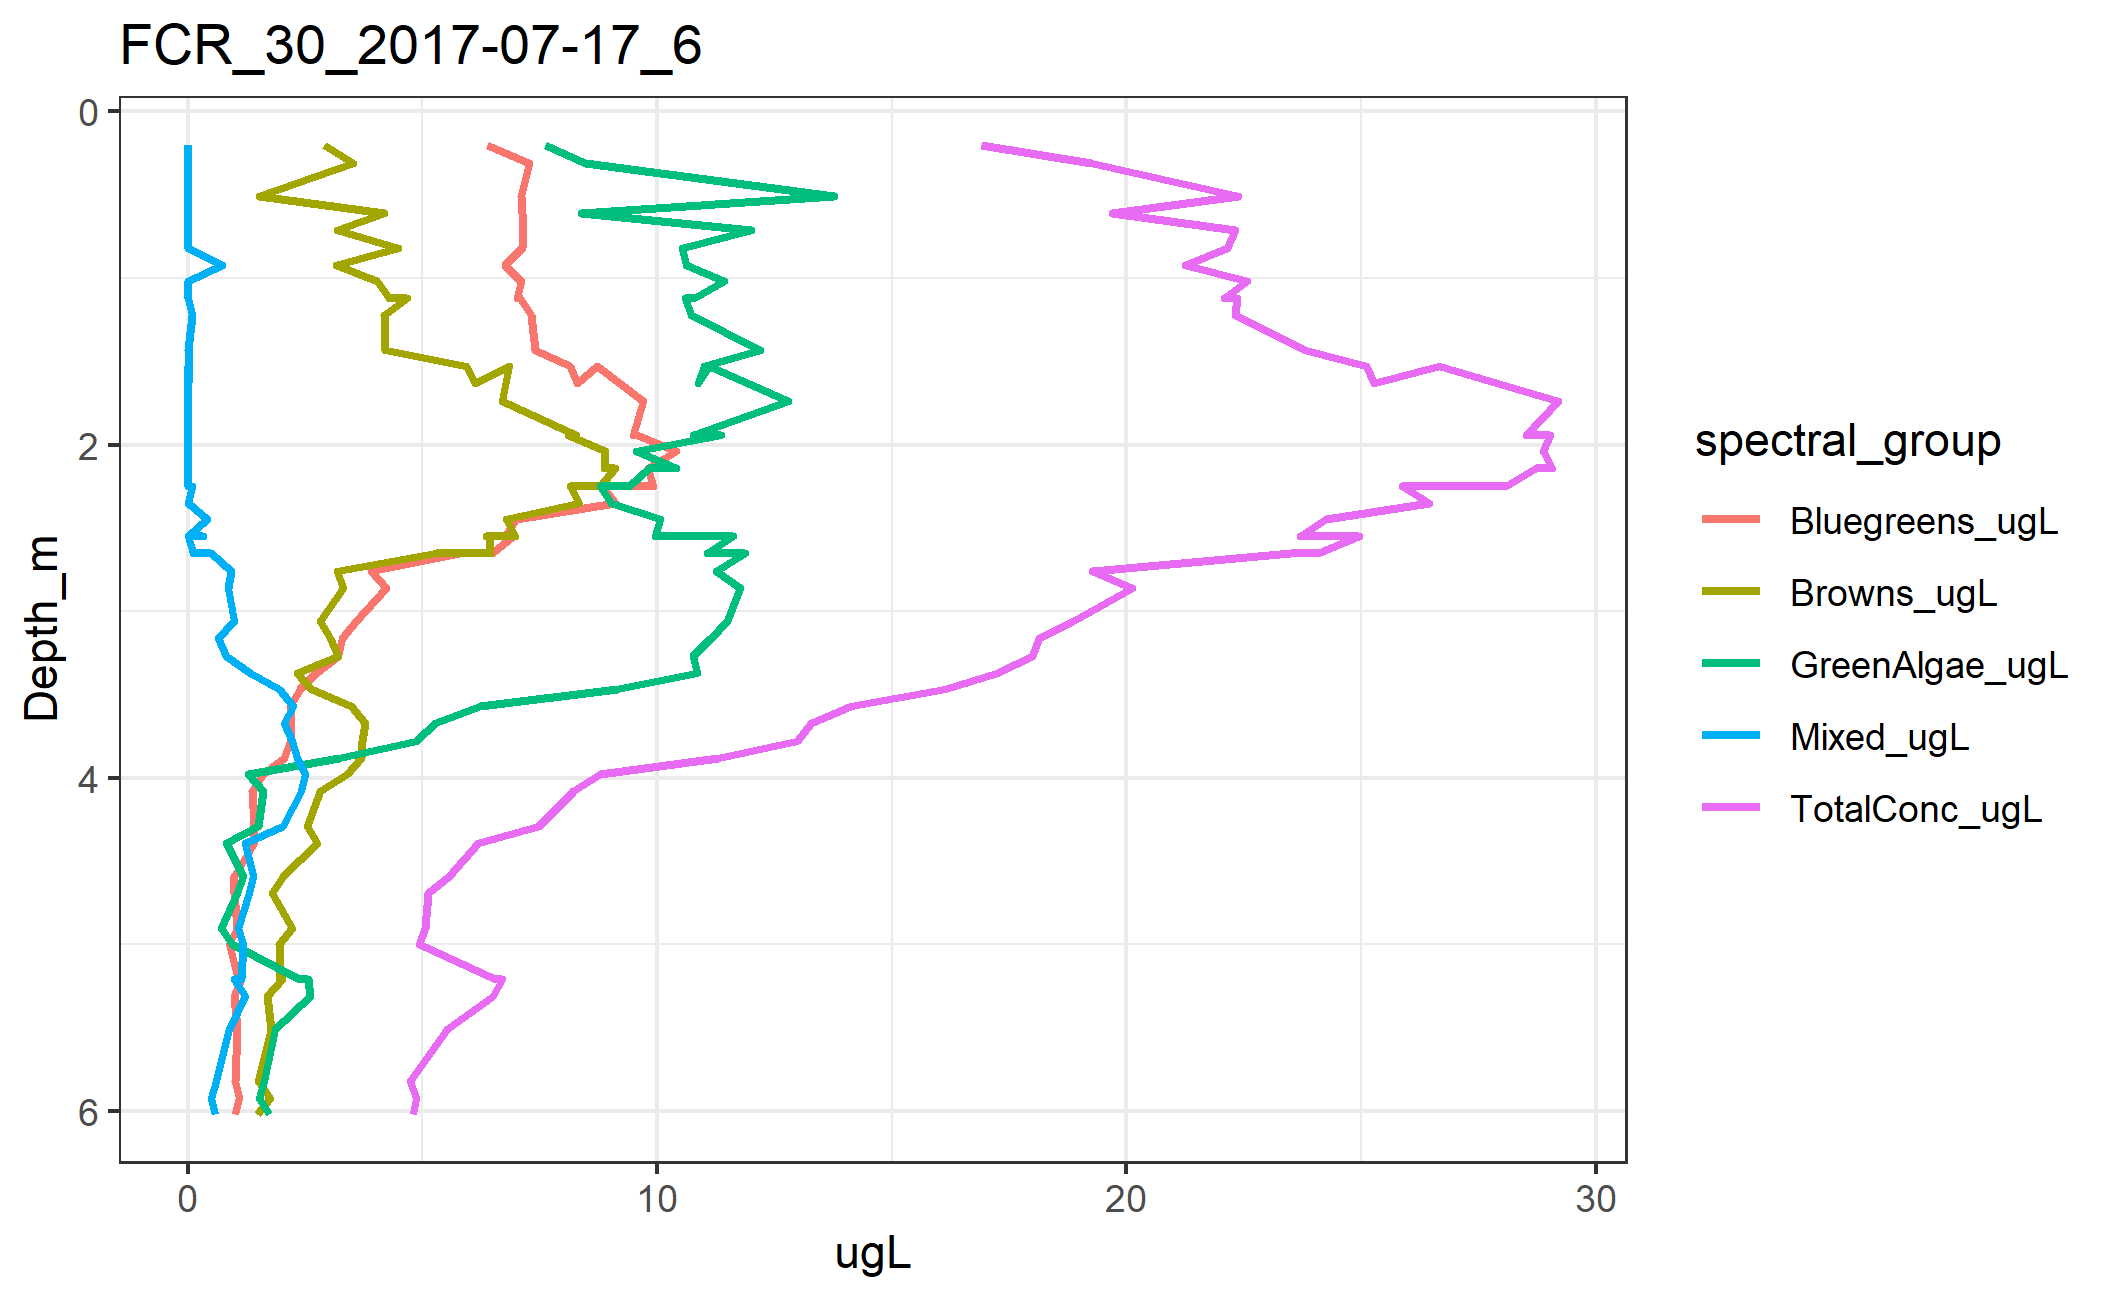 FCR_30_2017-07-17_6
0
2
4
6
Depth_m
0
10
20
30
ugL
spectral_group
Bluegreens_ugL
Browns_ugL
GreenAlgae_ugL
Mixed_ugL
TotalConc_ugL